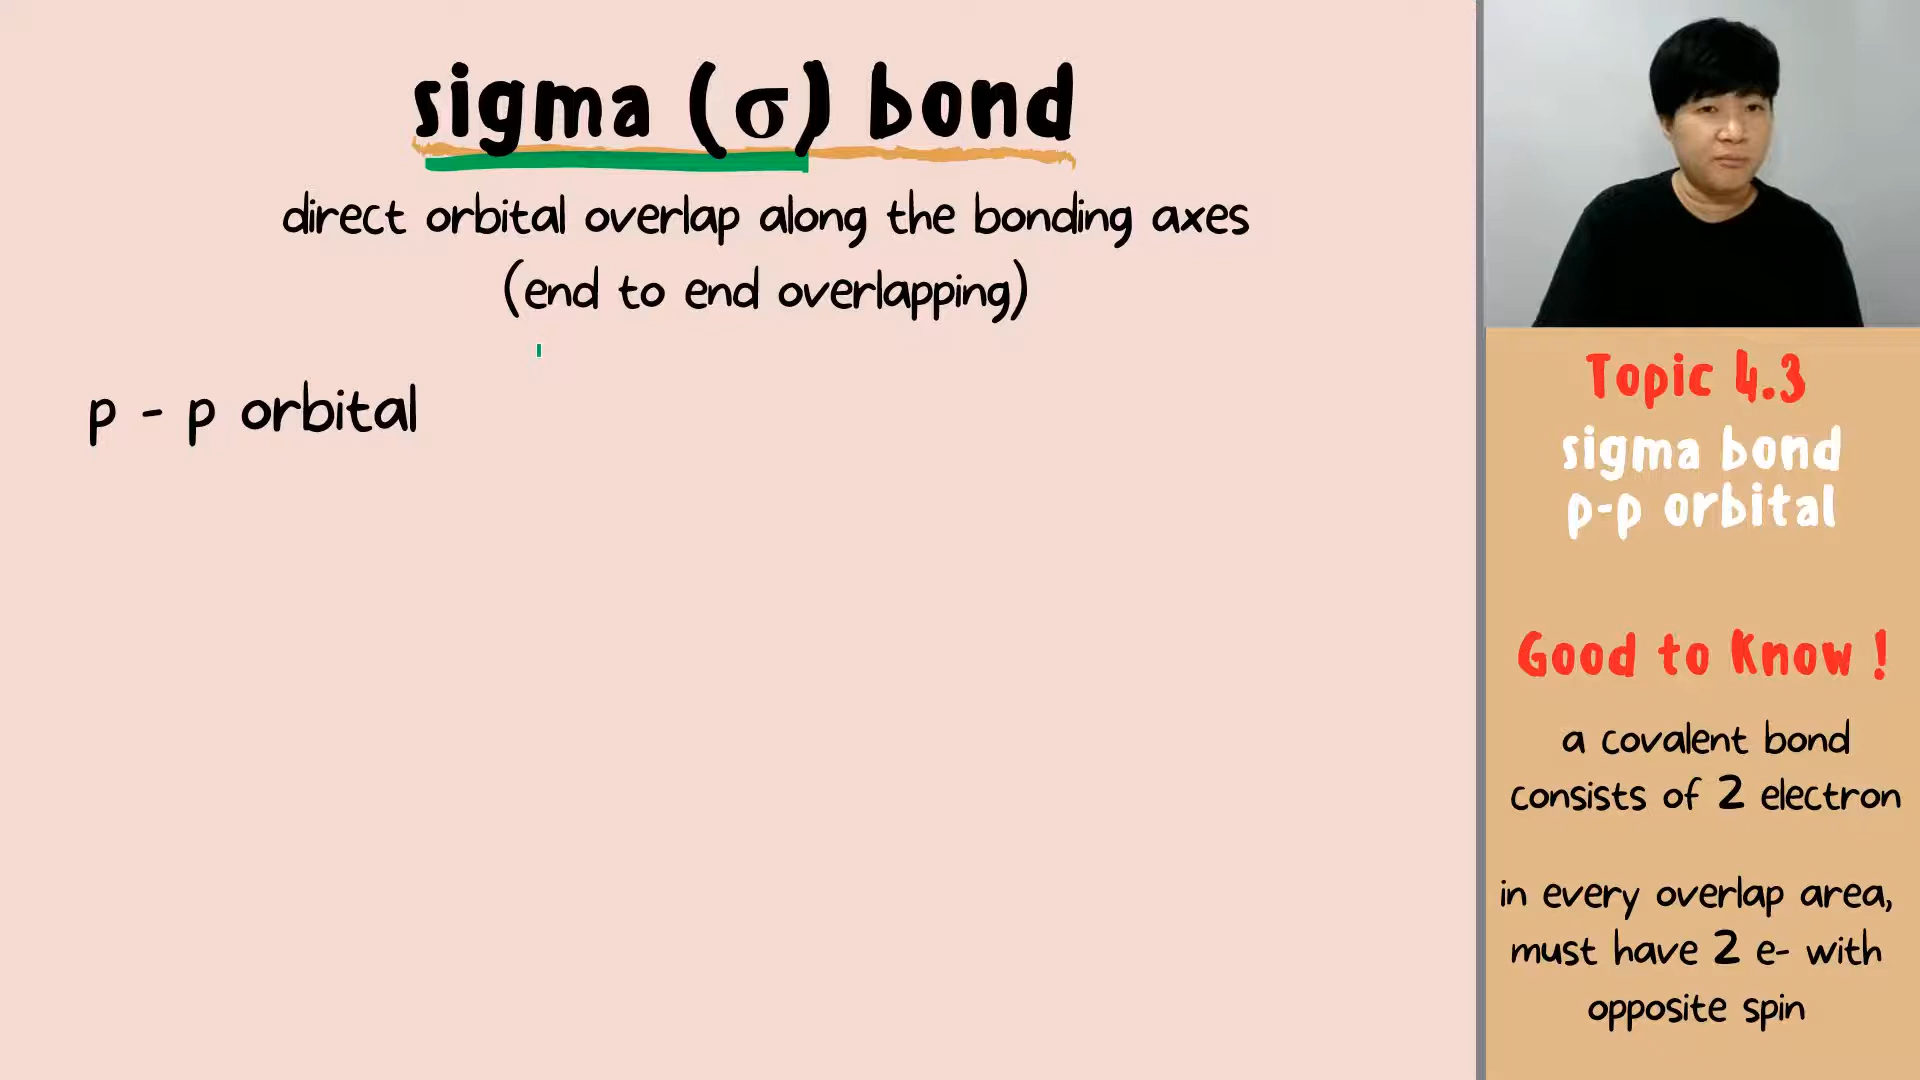 sigma (σ) bond
direct orbital overlap along the bonding axes
(end to end overlapping)
p - p orbital
Topic 4.3
sigma bond
p-p orbital
Good to Know !
a covalent bond
consists of 2 electron
in every overlap area,
must have 2 e- with
opposite spin